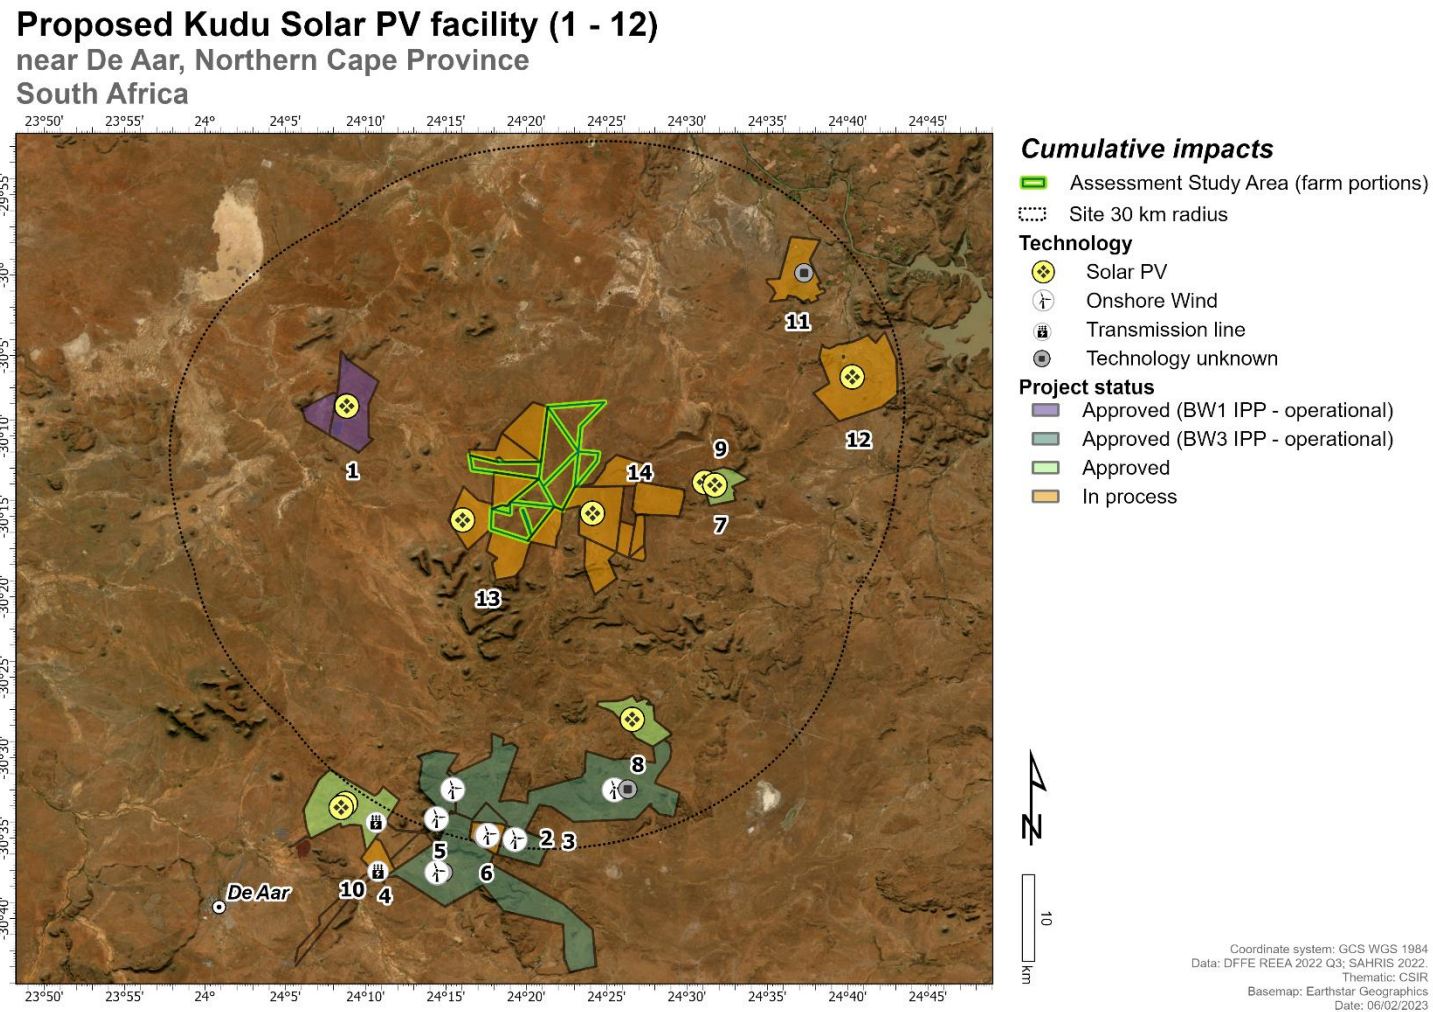 Proposed Kudu Solar PV facility (1 - 12)
near De Aar, Northern Cape Province
South Africa
23°50' 23°55' 24° 24°5' 24°10' 24°15' 24°20' 24°25' 24°30' 24°35' 24°40' 24°45'
-29°55'
-30°
-30°5'
-30°10'
-30°15'
-30°20'
-30°25'
-30°30'
-30°35'
-30°40'
11
12
1
9
14
7
13
8
2 3
5
6
10
4
De Aar
23°50' 23°55' 24° 24°5' 24°10' 24°15' 24°20' 24°25' 24°30' 24°35' 24°40' 24°45'
Cumulative impacts
Assessment Study Area (farm portions)
Site 30 km radius
Technology
Solar PV
Onshore Wind
Transmission line
Technology unknown
Project status
Approved (BW1 IPP - operational)
Approved (BW3 IPP - operational)
Approved
In process
N
10
km
Coordinate system: GCS WGS 1984
Data: DFFE REEA 2022 Q3; SAHRIS 2022.
Thematic: CSIR
Basemap: Earthstar Geographics
Date: 06/02/2023